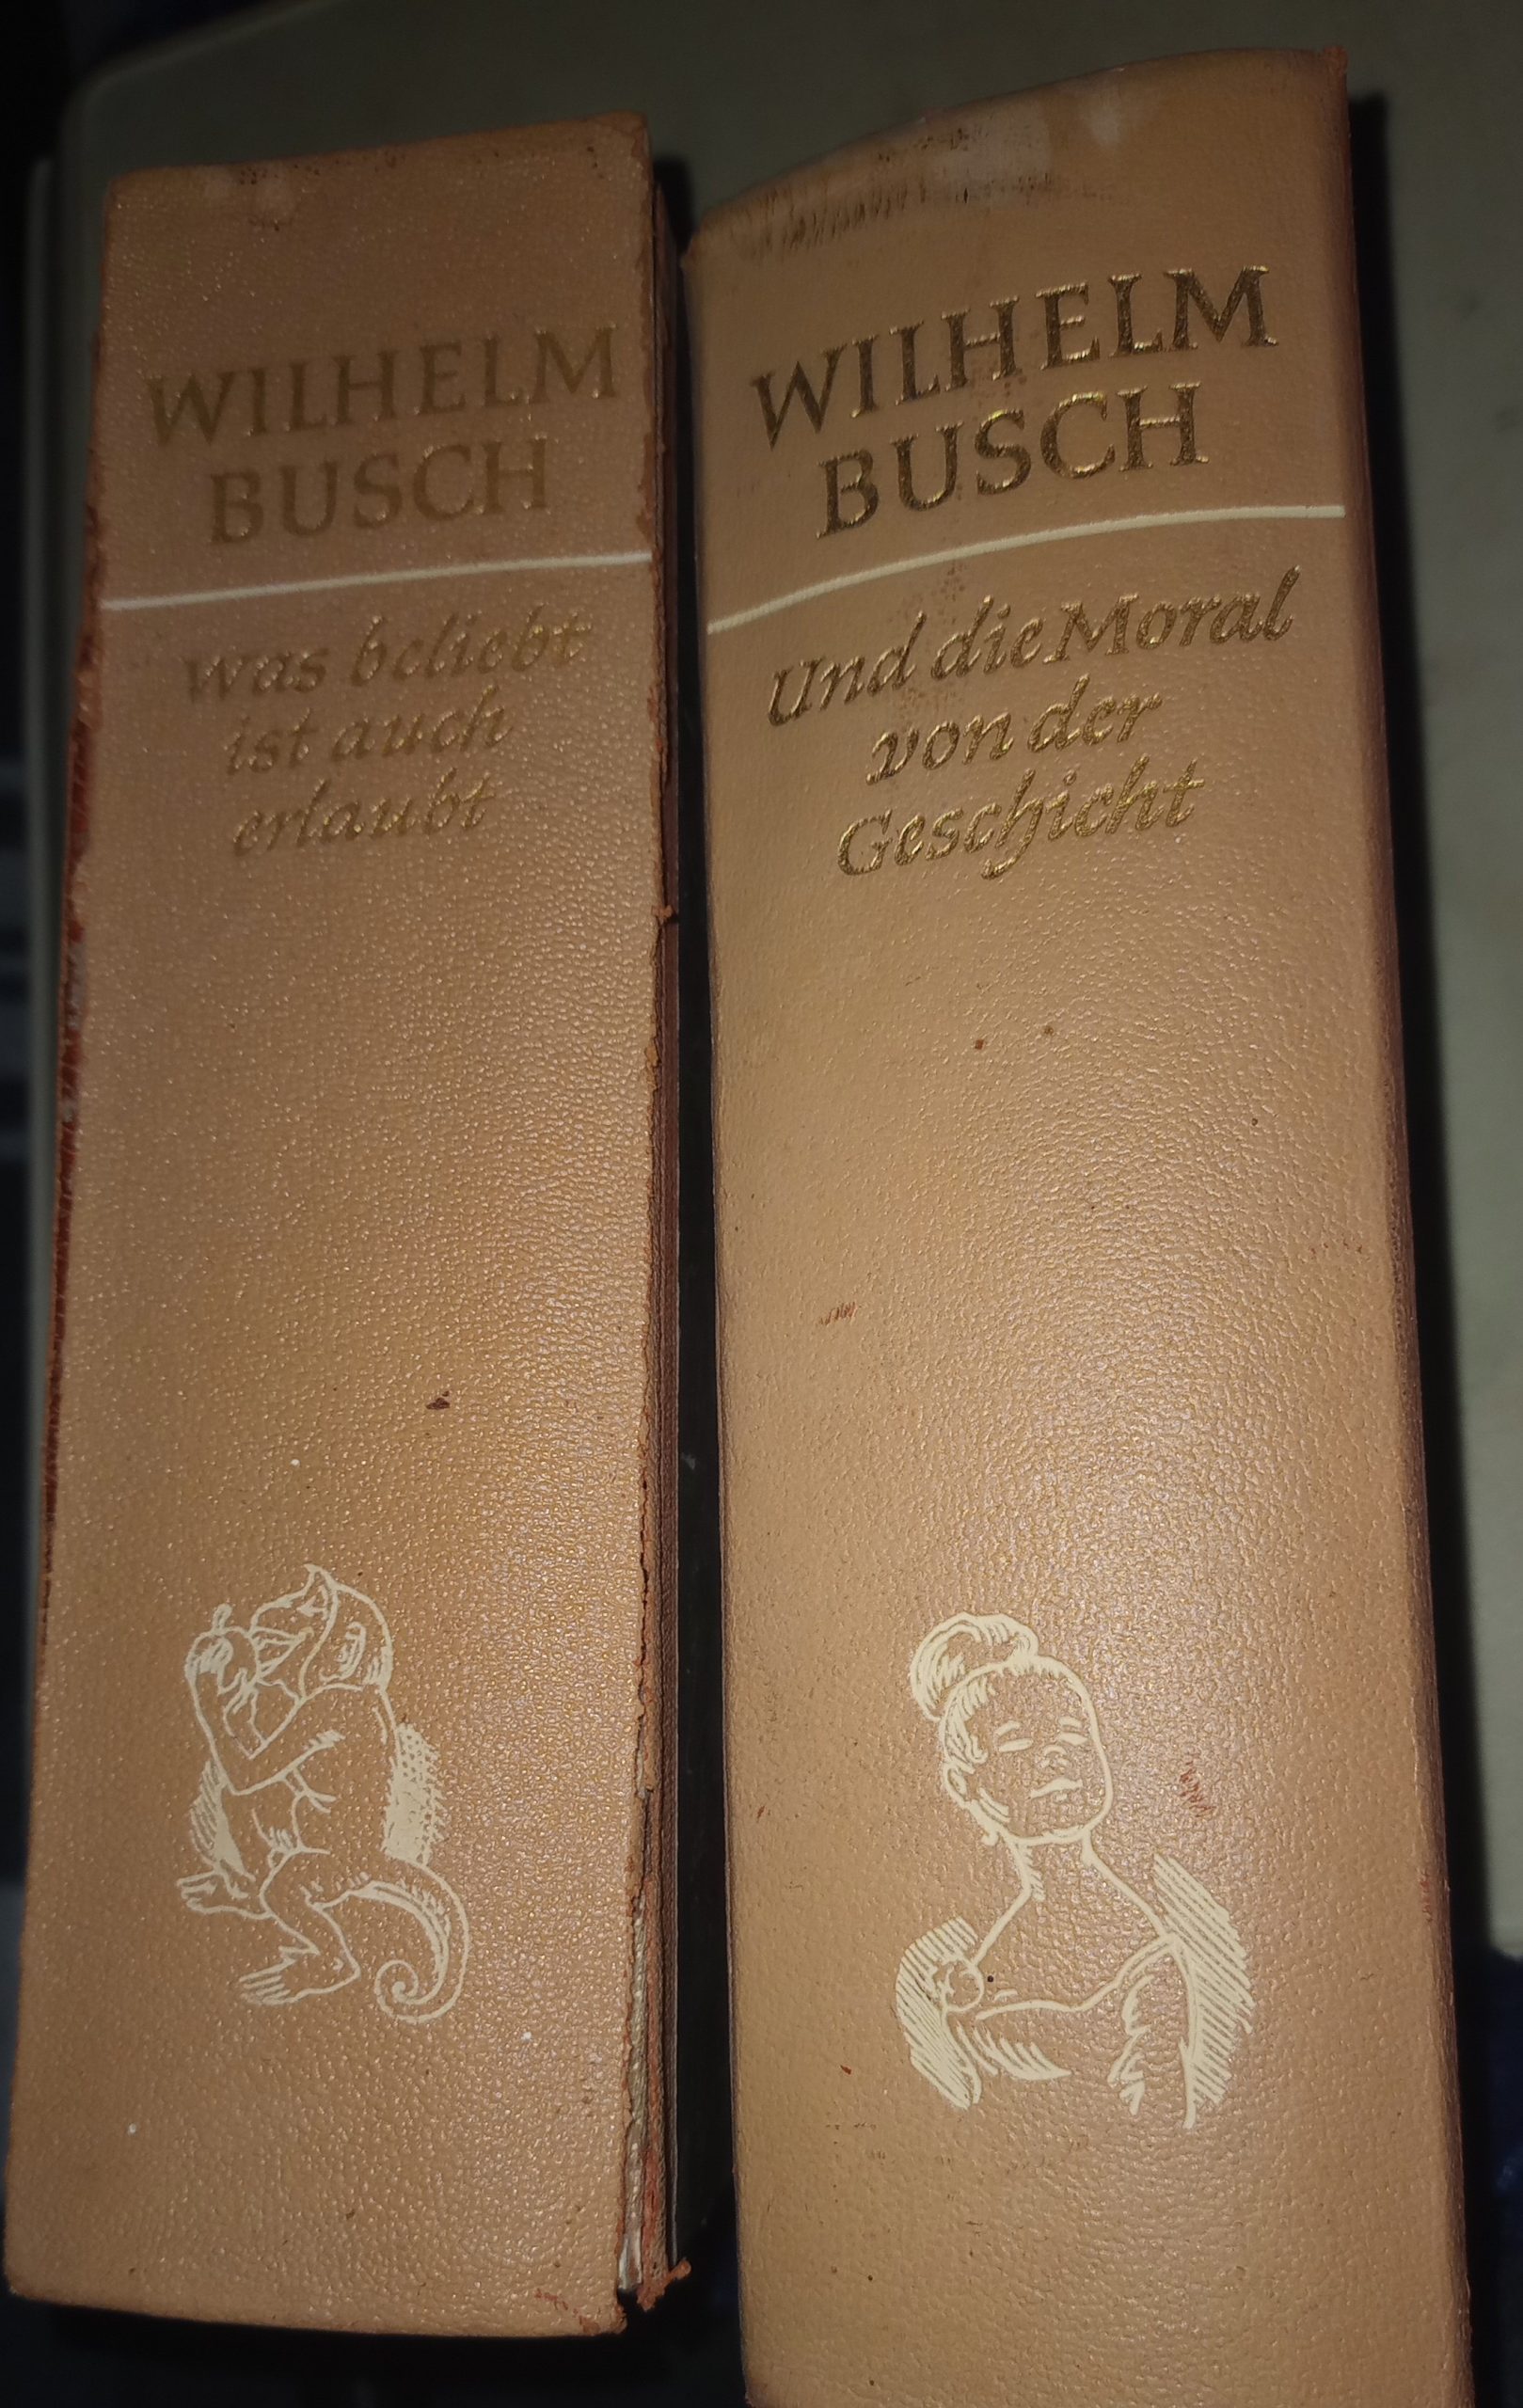 WILHELM
BUSCH
Was beliebt
ist auch
erlaubt
WILHELM
BUSCH
Und die Moral
von der
Geschicht